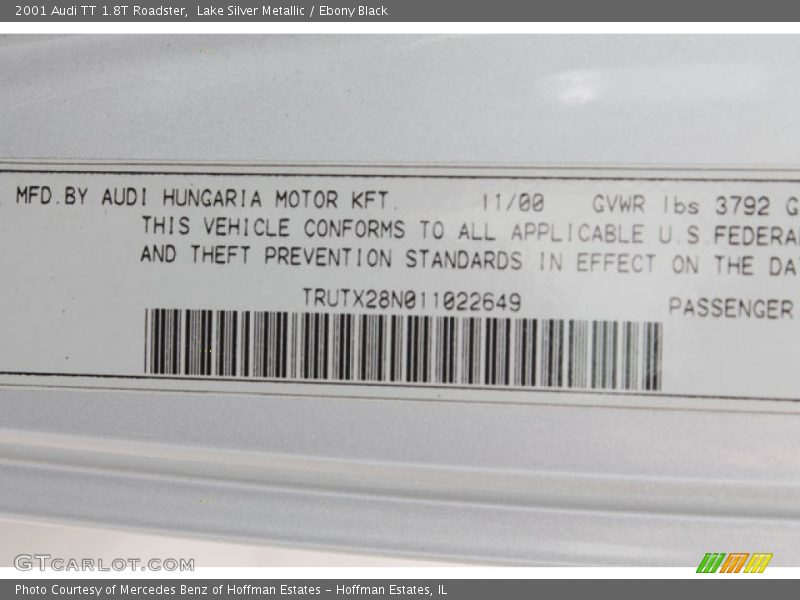 2001 Audi TT 1.8T Roadster, Lake Silver Metallic / Ebony Black
MFD.BY AUDI HUNGARIA MOTOR KFT. 11/00 GVWR lbs 3792 G
THIS VEHICLE CONFORMS TO ALL APPLICABLE U.S.FEDERA
AND THEFT PREVENTION STANDARDS IN EFFECT ON THE DA
TRUTX28N011022649 PASSENGER
GTCARLOT.COM
Photo Courtesy of Mercedes Benz of Hoffman Estates - Hoffman Estates, IL